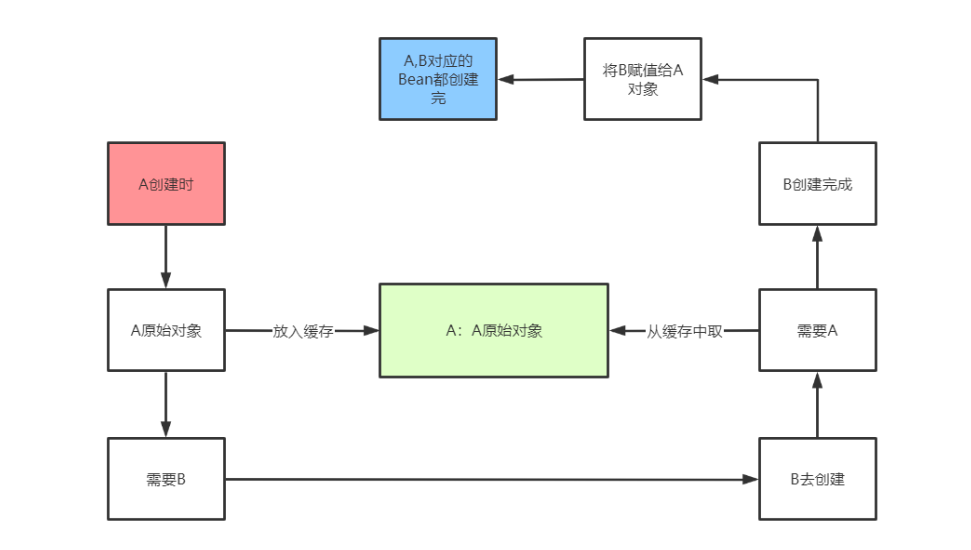 A,B对应的
Bean都创建
完
将B赋值给A
对象
A创建时
B创建完成
A原始对象
放入缓存
A：A原始对象
从缓存中取
需要A
需要B
B去创建